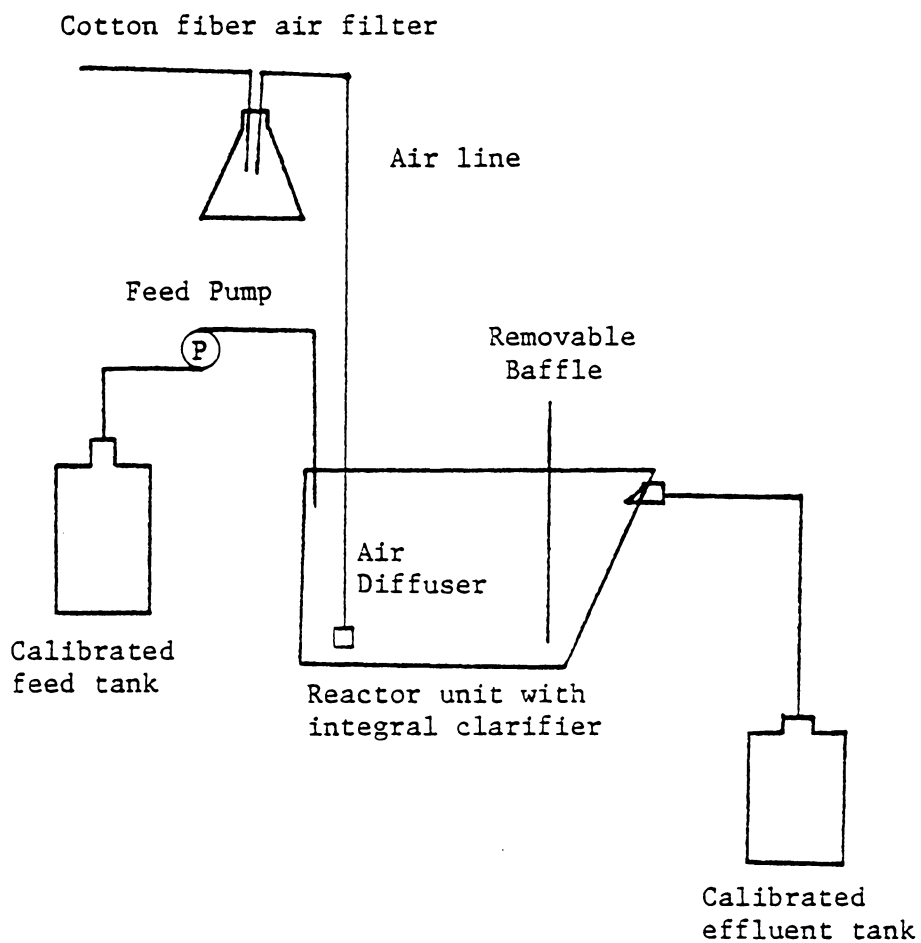 Cotton fiber air filter
Air line
Feed Pump
P
Removable
Baffle
Air
Diffuser
Calibrated
feed tank
Reactor unit with
integral clarifier
Calibrated
effluent tank